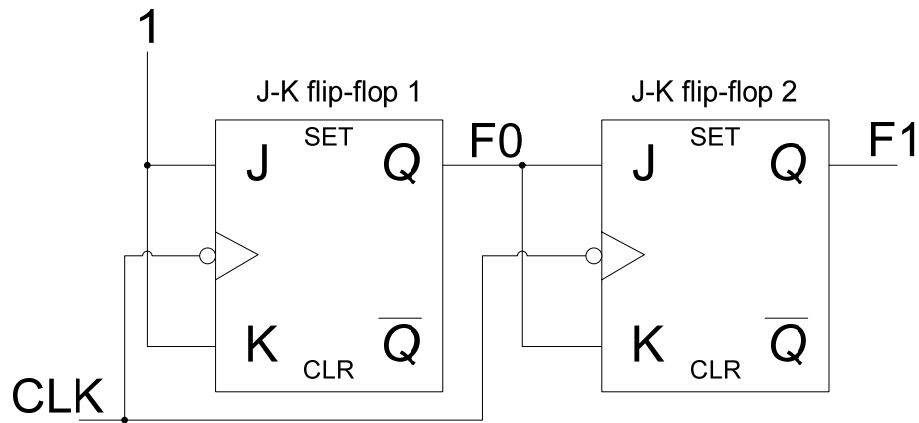 1
J-K flip-flop 1
J-K flip-flop 2
SET
SET
J
Q
F0
J
Q
F1
K
Q̅
K
Q̅
CLR
CLR
CLK